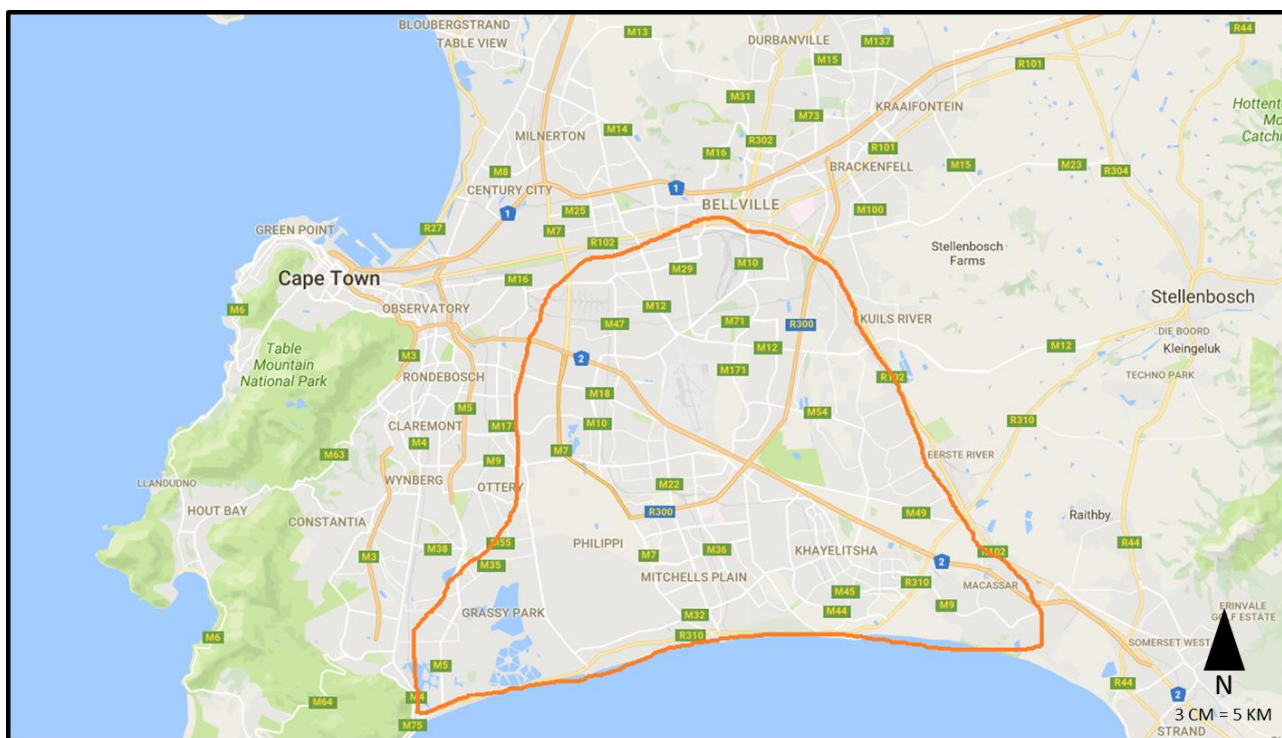 BLOUBERGSTRAND
TABLE VIEW
M13
DURBANVILLE
M137
R44
M15
R101
M31
KRAAIFONTEIN
M73
Hottent
Mo
Catchm
MILNERTON
M14
R302
R101
M16
BRACKENFELL
M15
M23
R304
M8
CENTURY CITY
1
BELLVILLE
M25
M100
1
GREEN POINT
R27
M7
R102
Stellenbosch
Farms
Cape Town
M16
M29
M10
M6
OBSERVATORY
M12
Stellenbosch
M47
M71
R300
KUILS RIVER
DIE BOORD
Table
Mountain
National Park
M3
2
M12
M12
Kleingeluk
RONDEBOSCH
M171
R102
TECHNO PARK
M18
M5
M54
CLAREMONT
M17
M10
R310
M4
M63
M7
M9
EERSTE RIVER
LLANDUDNO
WYNBERG
OTTERY
M22
HOUT BAY
CONSTANTIA
R300
M49
Raithby
M3
M38
M55
PHILIPPI
M7
M36
KHAYELITSHA
R102
R44
M35
2
MITCHELLS PLAIN
R310
MACASSAR
M45
GRASSY PARK
M32
M44
M9
ERINVALE
GOLF ESTATE
M6
R310
SOMERSET WEST
M5
M64
M4
R44
N
2
M75
3 CM = 5 KM
STRAND